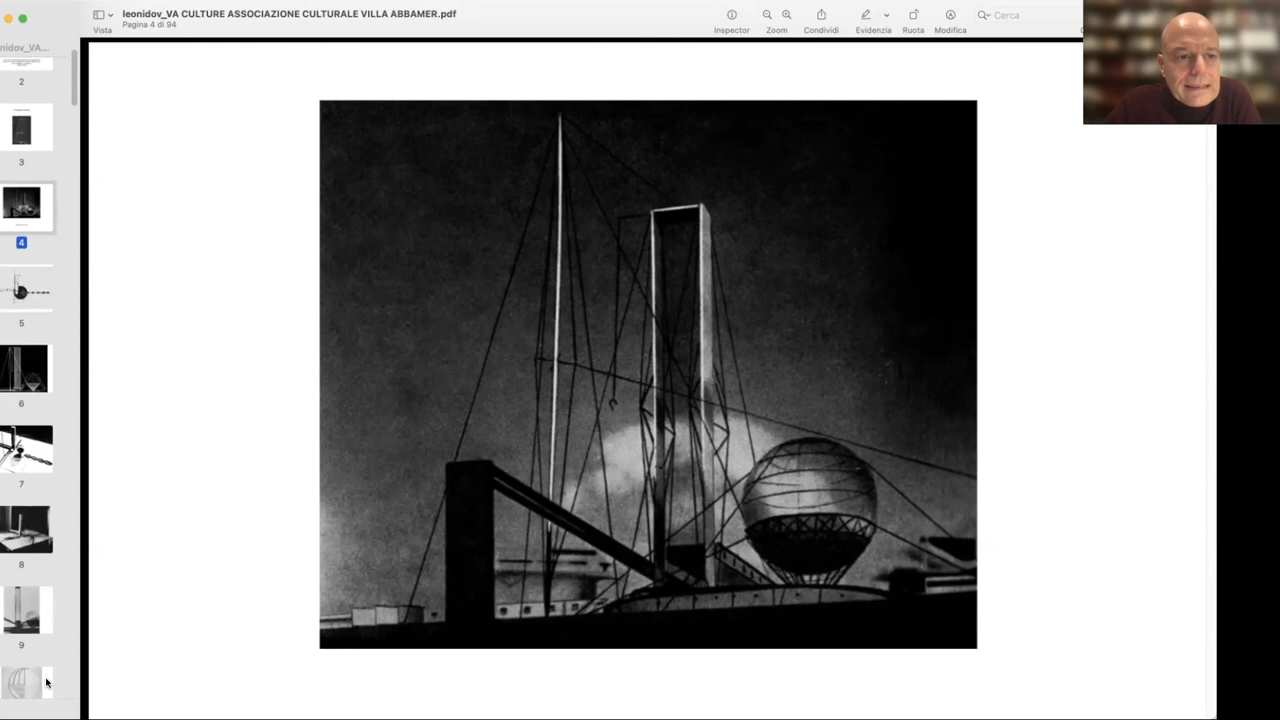 leonidov_VA CULTURE ASSOCIAZIONE CULTURALE VILLA ABBAMER.pdf
Pagina 4 di 94
Vista
Inspector
Zoom
Condividi
Evidenzia
Ruota
Modifica
Cerca
nidov_VA...
2
3
4
5
6
7
8
9